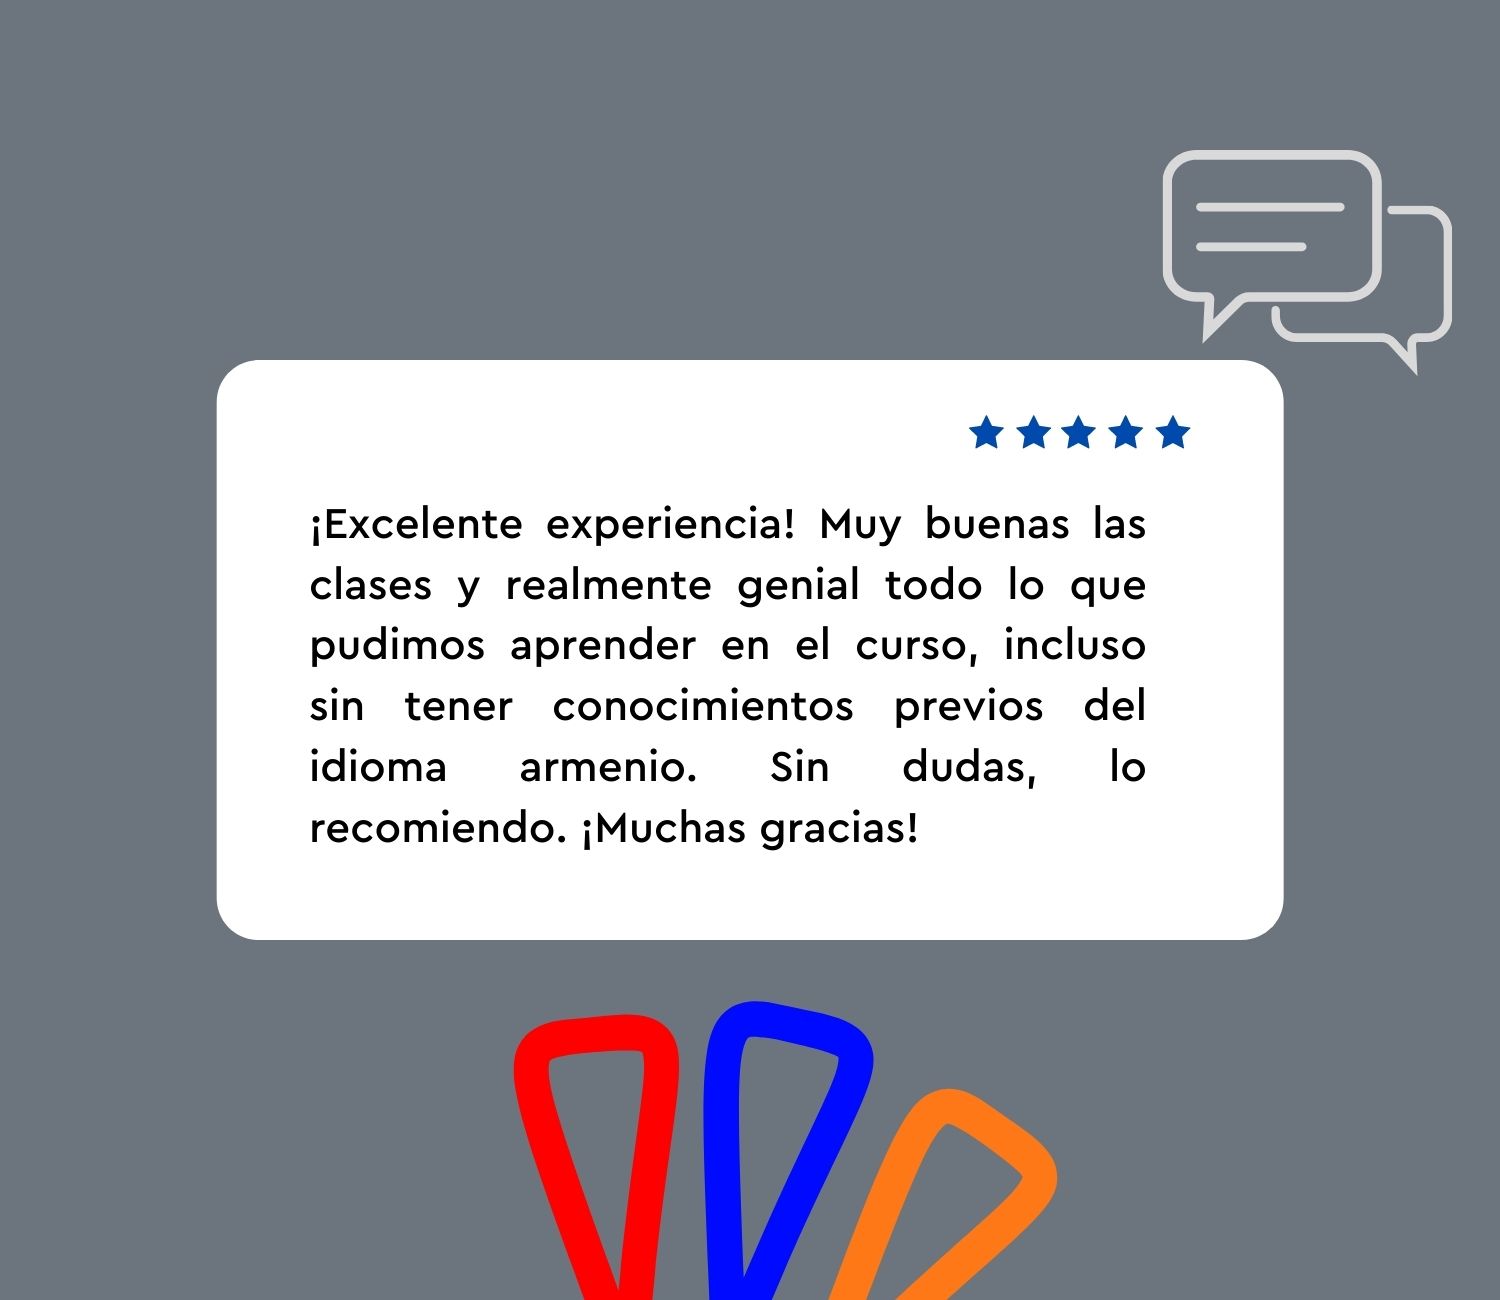 ¡Excelente experiencia! Muy buenas las
clases y realmente genial todo lo que
pudimos aprender en el curso, incluso
sin tener conocimientos previos del
idioma armenio. Sin dudas, lo
recomiendo. ¡Muchas gracias!